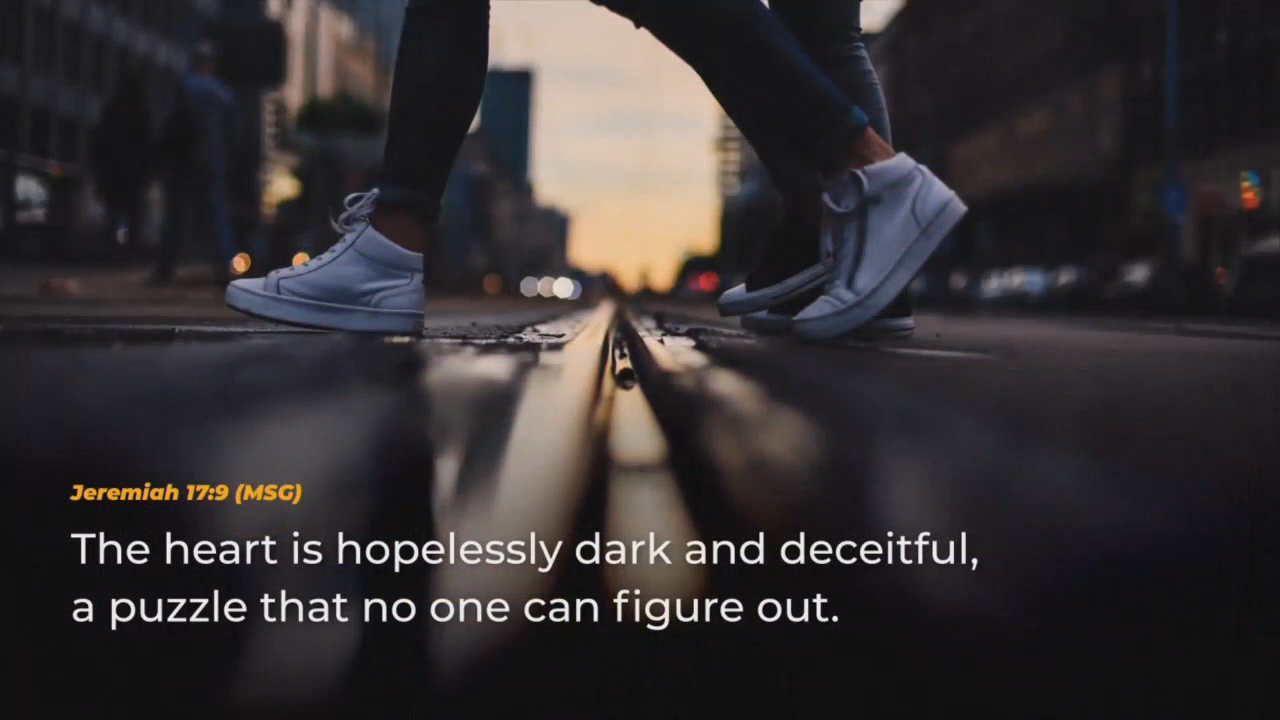 Jeremiah 17:9 (MSG)
The heart is hopelessly dark and deceitful,
a puzzle that no one can figure out.